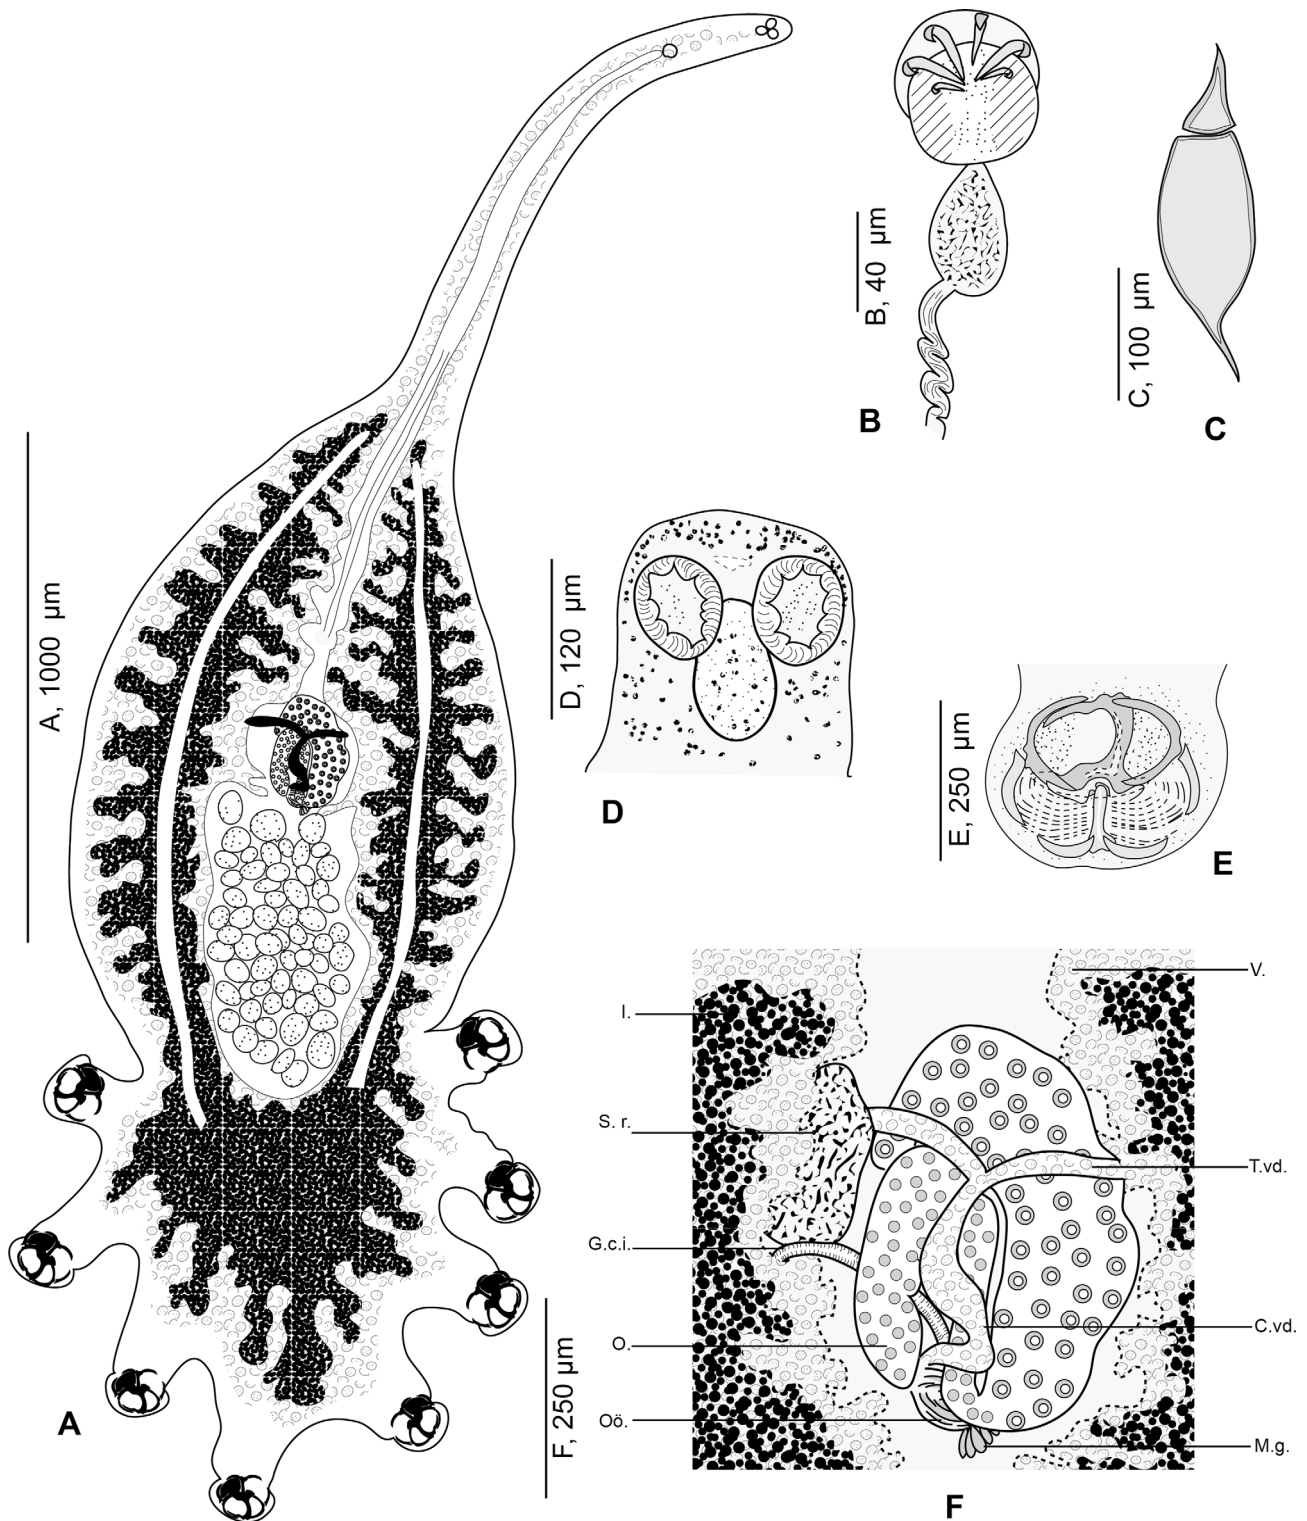 A, 1000 µm
B, 40 µm
C, 100 µm
B
C
D, 120 µm
D
E, 250 µm
E
A
F, 250 µm
V.
I.
S. r.
T.vd.
G.c.i.
C.vd.
O.
Oö.
M.g.
F